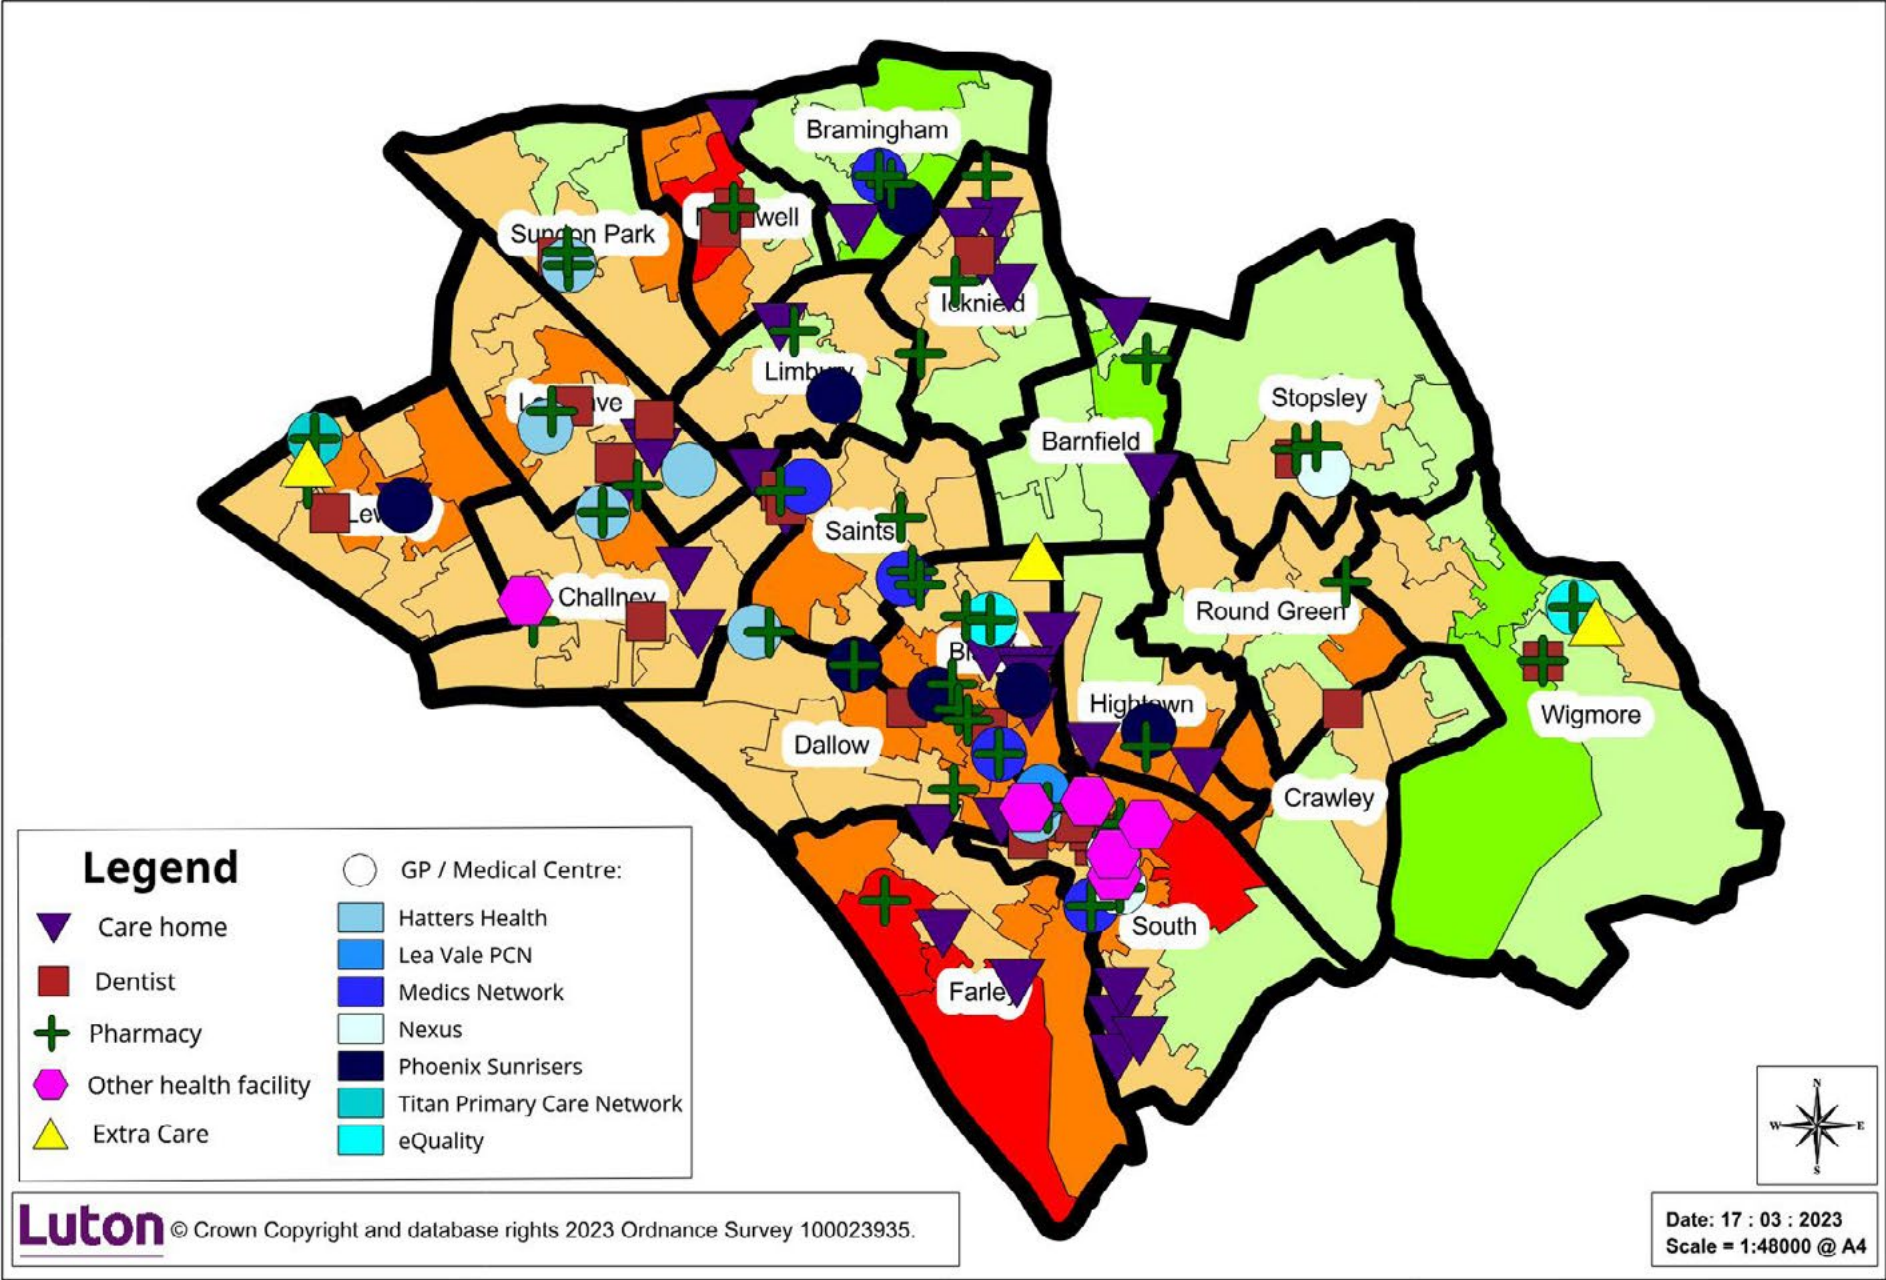 Bramingham
well
Sundon Park
Icknield
Limbury
Stopsley
Barnfield
Saints
Challney
Round Green
Hightown
Wigmore
Dallow
Crawley
South
Farley
Legend
Care home
Dentist
Pharmacy
Other health facility
Extra Care
GP / Medical Centre:
Hatters Health
Lea Vale PCN
Medics Network
Nexus
Phoenix Sunrisers
Titan Primary Care Network
eQuality
N
W E
S
Luton © Crown Copyright and database rights 2023 Ordnance Survey 100023935.
Date: 17 : 03 : 2023
Scale = 1:48000 @ A4